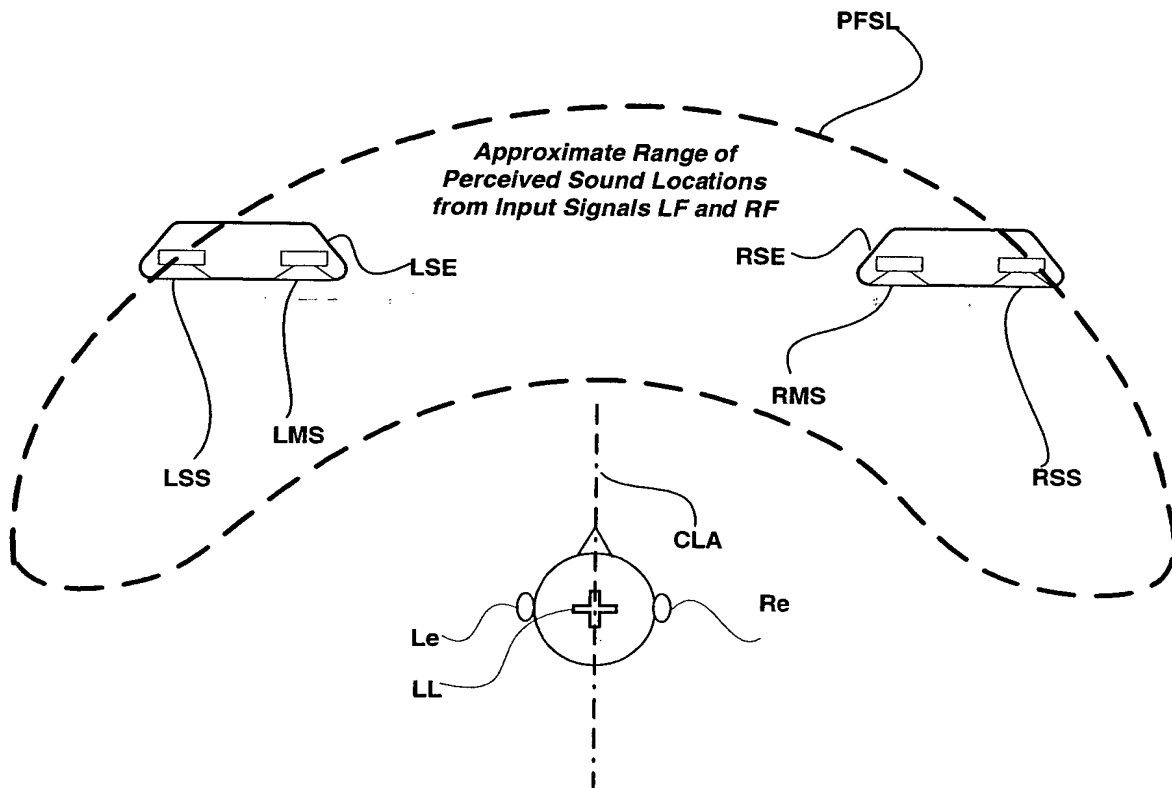 PFSL
Approximate Range of
Perceived Sound Locations
from Input Signals LF and RF
LSE
RSE
RMS
LMS
LSS
RSS
CLA
Re
Le
LL